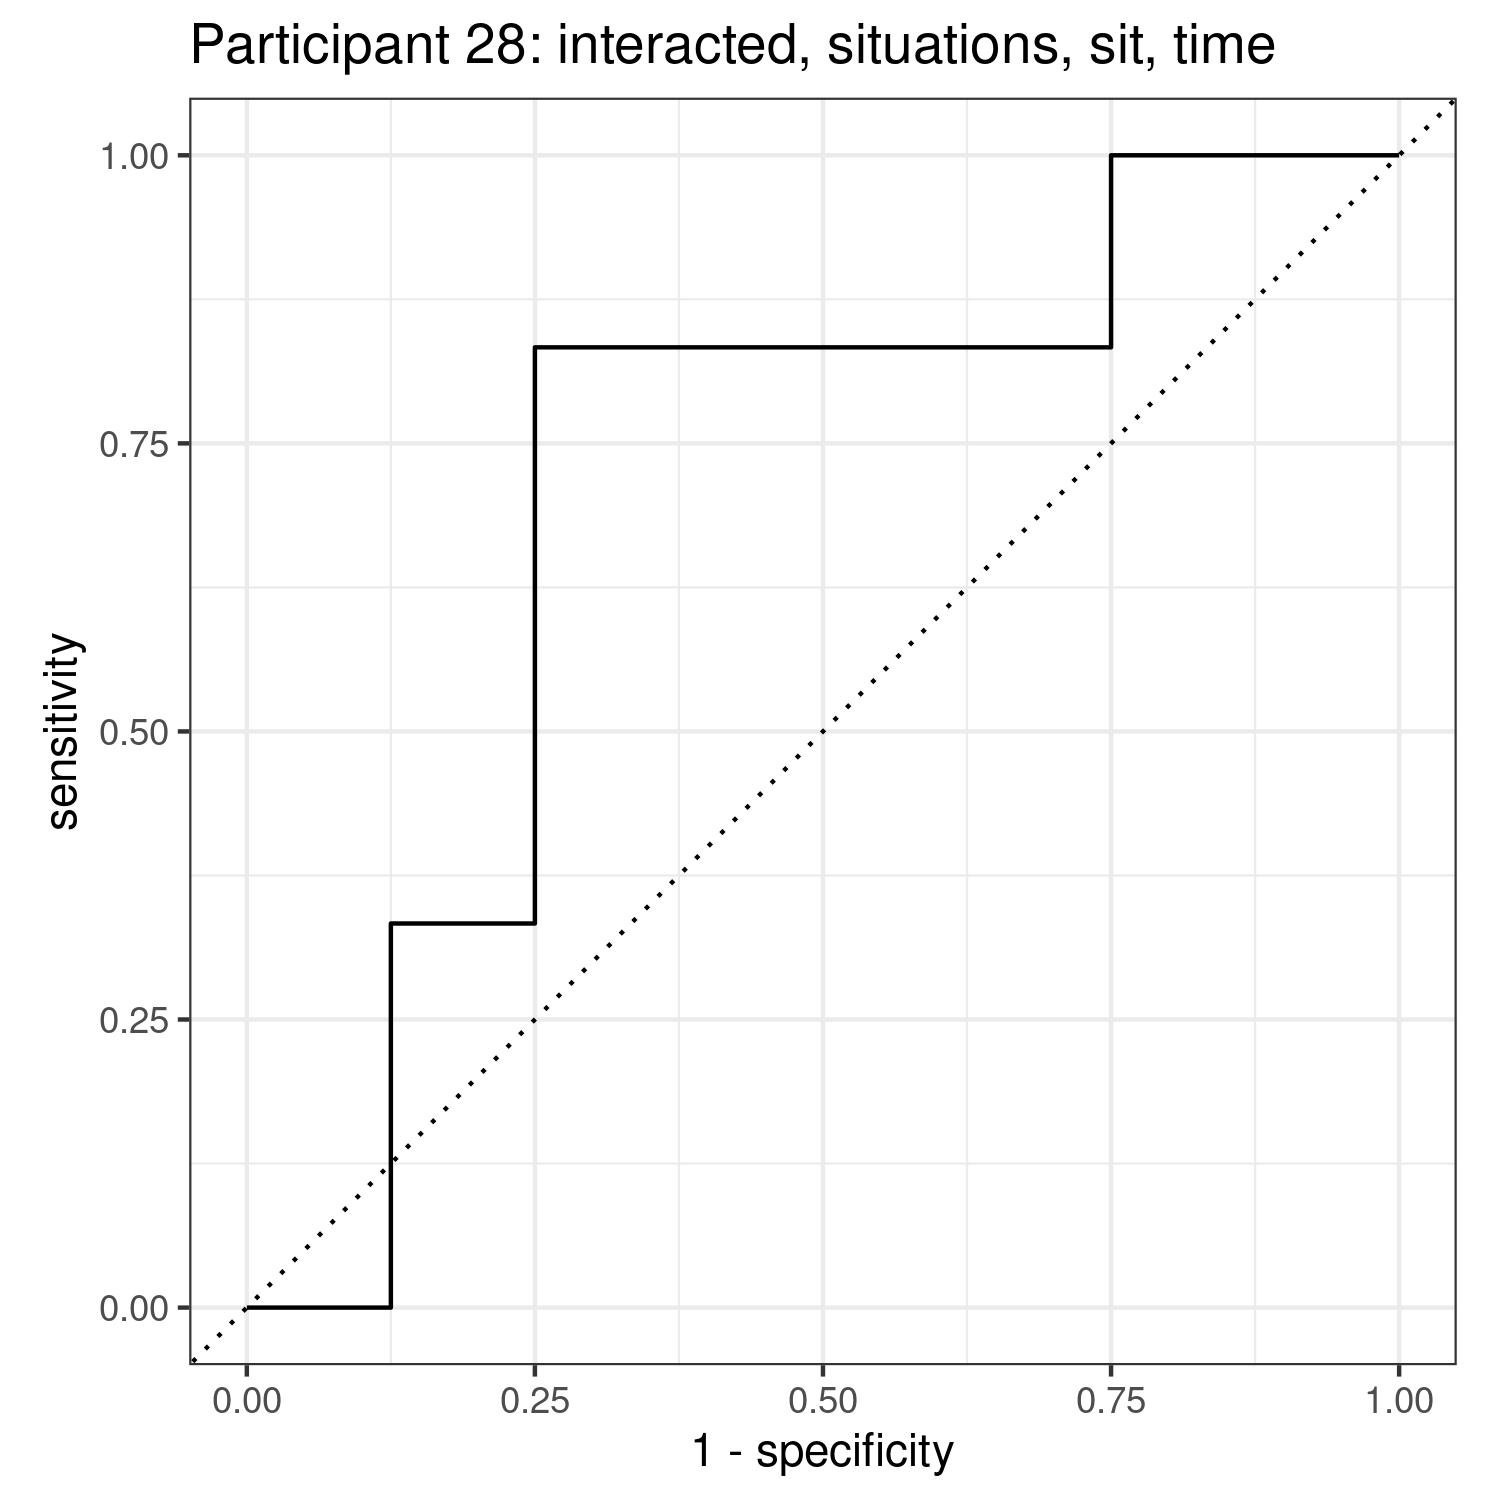 Participant 28: interacted, situations, sit, time
1.00
0.75
0.50
0.25
0.00
sensitivity
0.00 0.25 0.50 0.75 1.00
1 - specificity